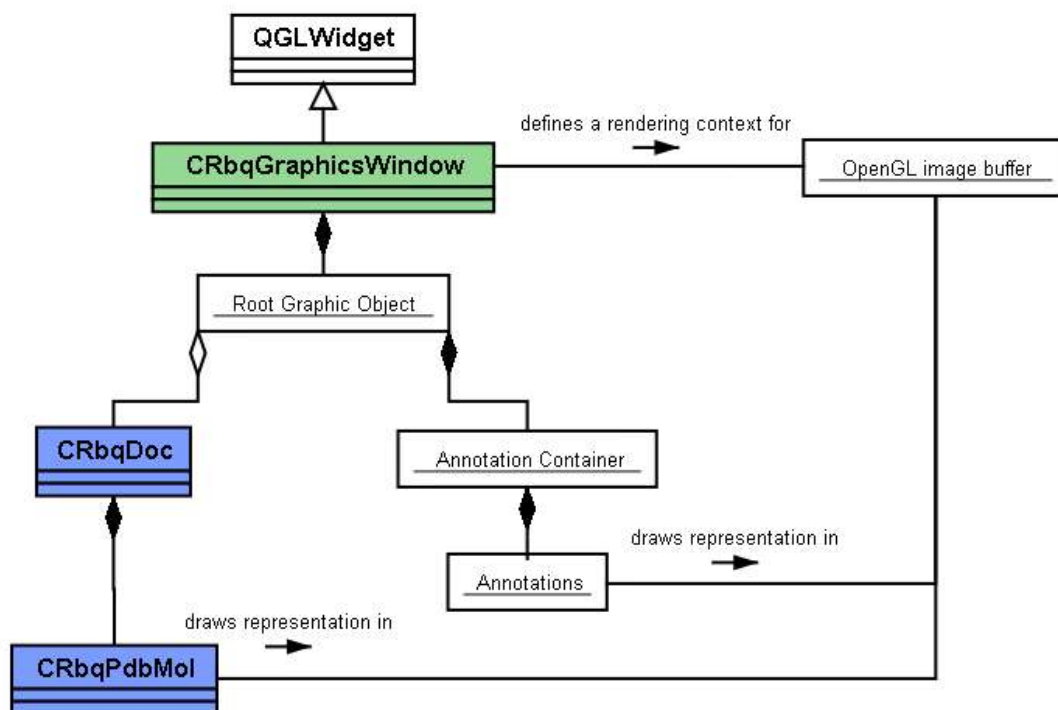 QGLWidget
defines a rendering context for
CRbqGraphicsWindow
OpenGL image buffer
Root Graphic Object
CRbqDoc
Annotation Container
draws representation in
Annotations
draws representation in
CRbqPdbMol